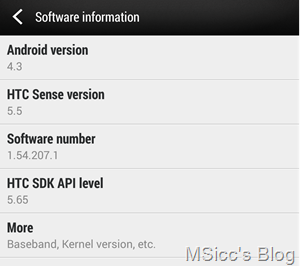 Software information
Android version
4.3
HTC Sense version
5.5
Software number
1.54.207.1
HTC SDK API level
5.65
More
Baseband, Kernel version, etc.
MSicc's Blog